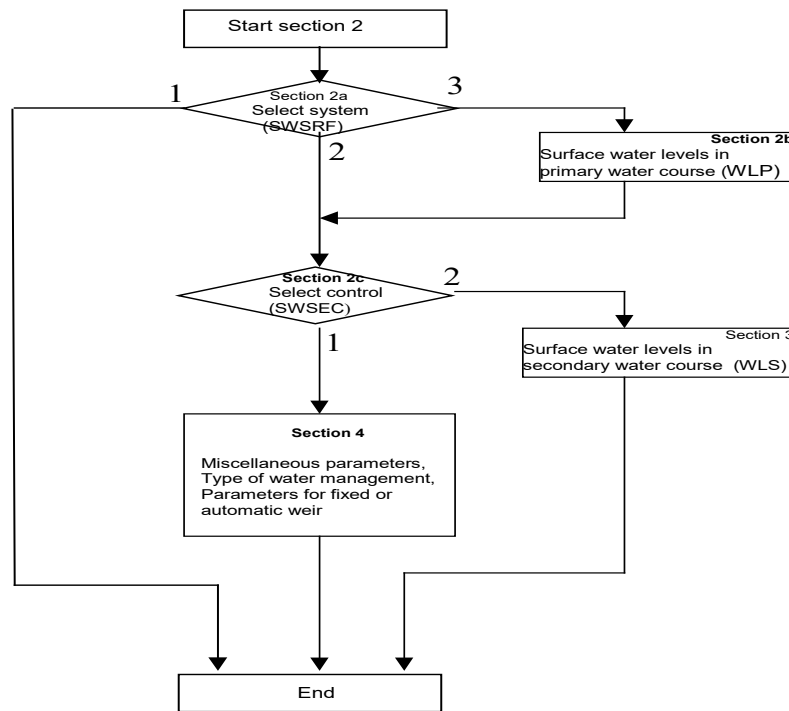 Start section 2
1
3
Section 2a
Select system
(SWSRF)
2
Section 2b
Surface water levels in
primary water course (WLP)
Section 2c
Select control
(SWSEC)
2
1
Section 3
Surface water levels in
secondary water course (WLS)
Section 4
Miscellaneous parameters,
Type of water management,
Parameters for fixed or
automatic weir
End